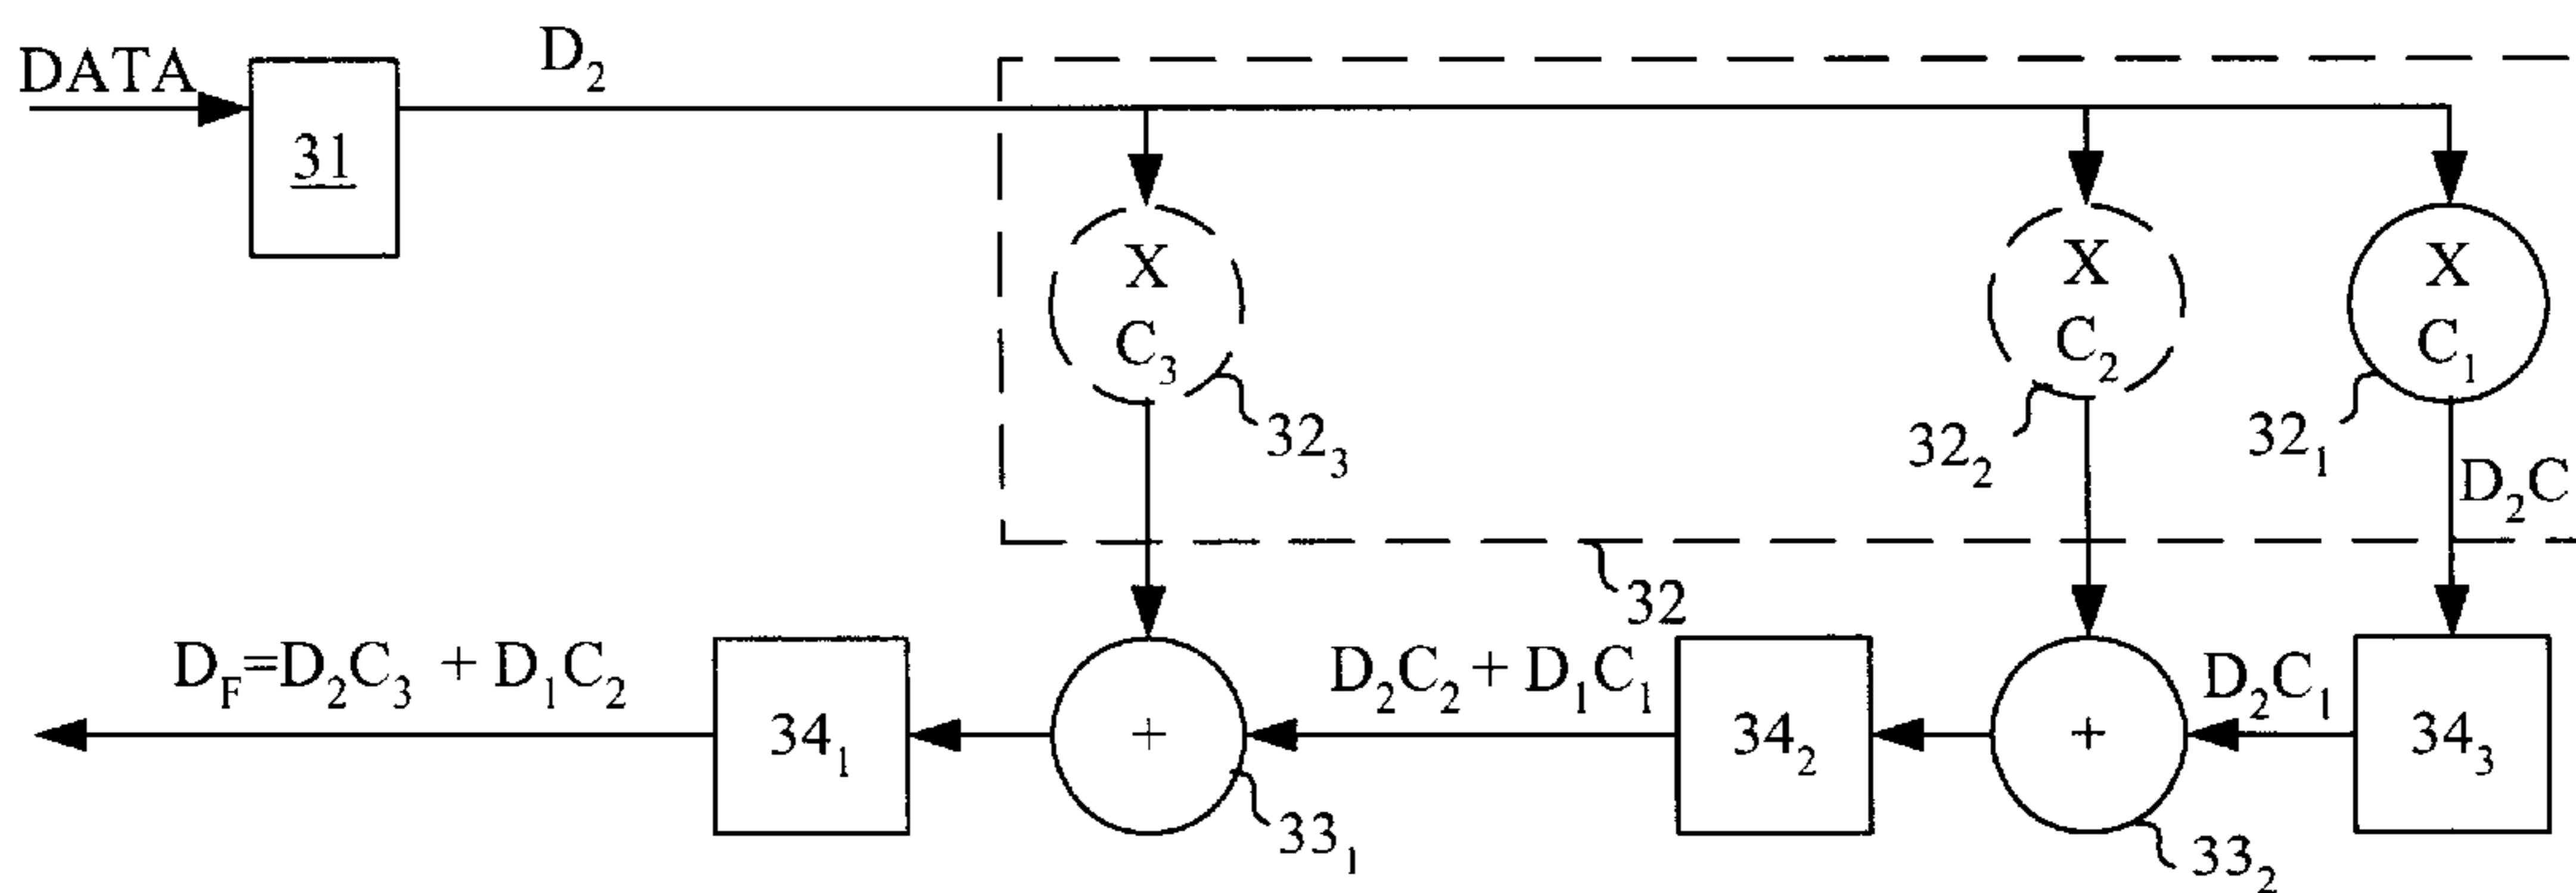 DATA
31
D₂
X
C₃
32₃
X
C₂
32₂
X
C₁
32₁
D₂C
32
D_F=D₂C₃ + D₁C₂
34₁
+
33₁
D₂C₂ + D₁C₁
34₂
+
33₂
D₂C₁
34₃